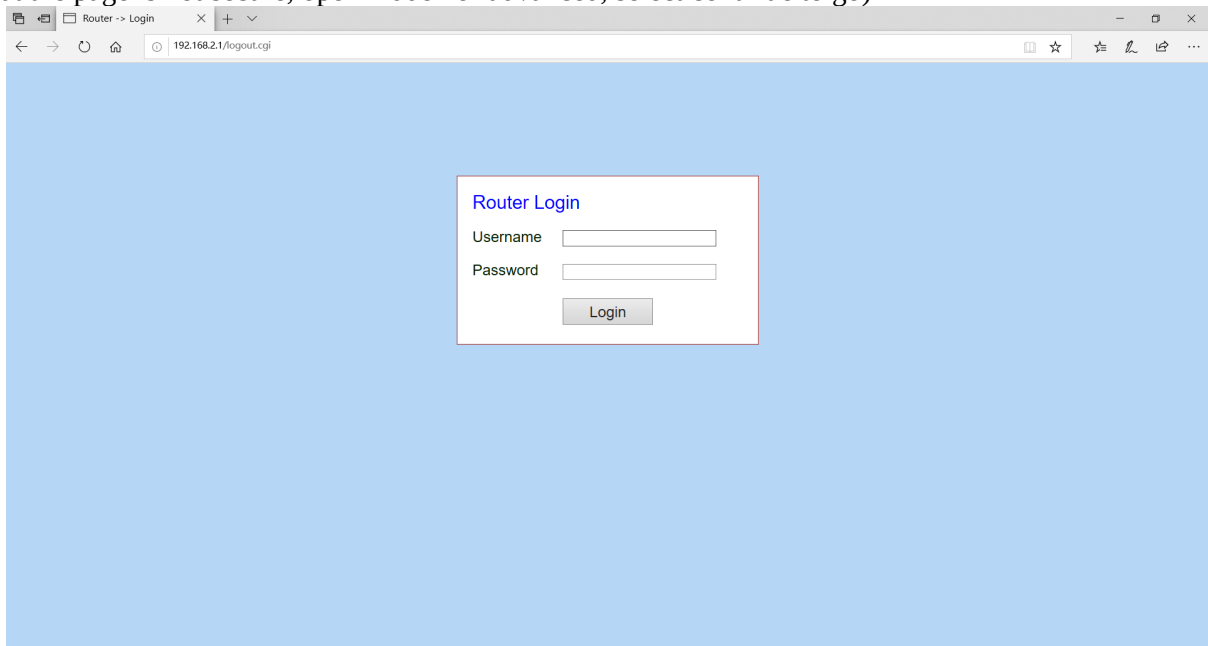 Router -> Login
192.168.2.1/logout.cgi
Router Login
Username
Password
Login